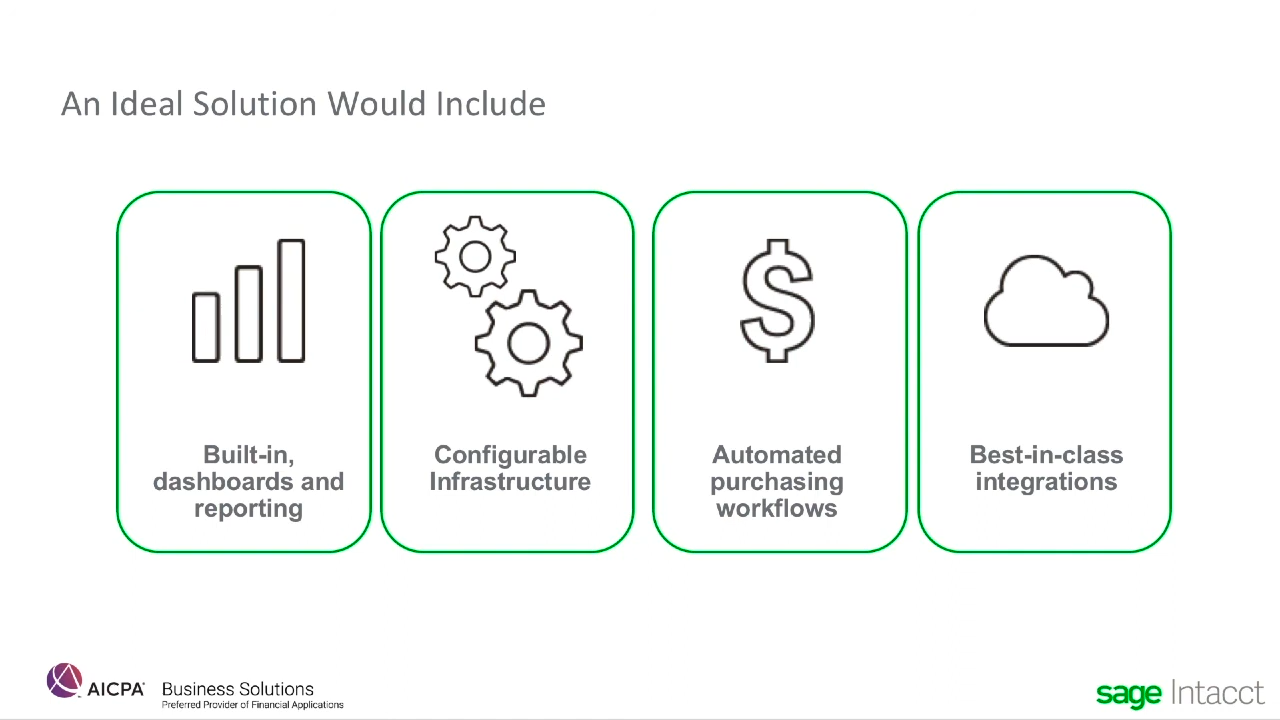 An Ideal Solution Would Include
Built-in,
dashboards and
reporting
Configurable
Infrastructure
$
Automated
purchasing
workflows
Best-in-class
integrations
AICPA® Business Solutions
Preferred Provider of Financial Applications
sage Intacct